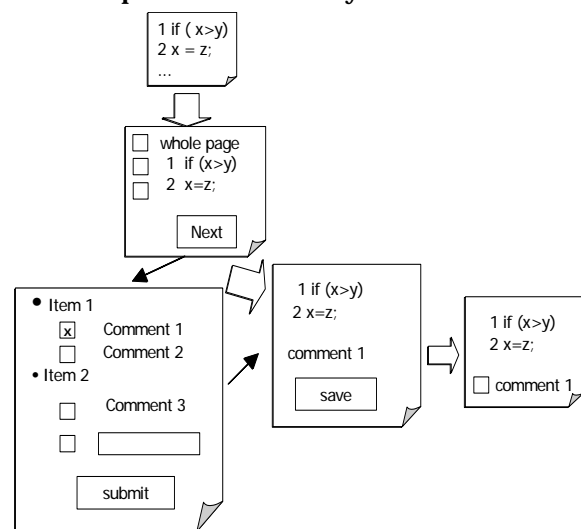 1 if ( x>y)
2 x = z;
...
whole page
1 if (x>y)
2 x=z;
Next
• Item 1
x Comment 1
Comment 2
• Item 2
Comment 3
submit
1 if (x>y)
2 x=z;
comment 1
save
1 if (x>y)
2 x=z;
comment 1